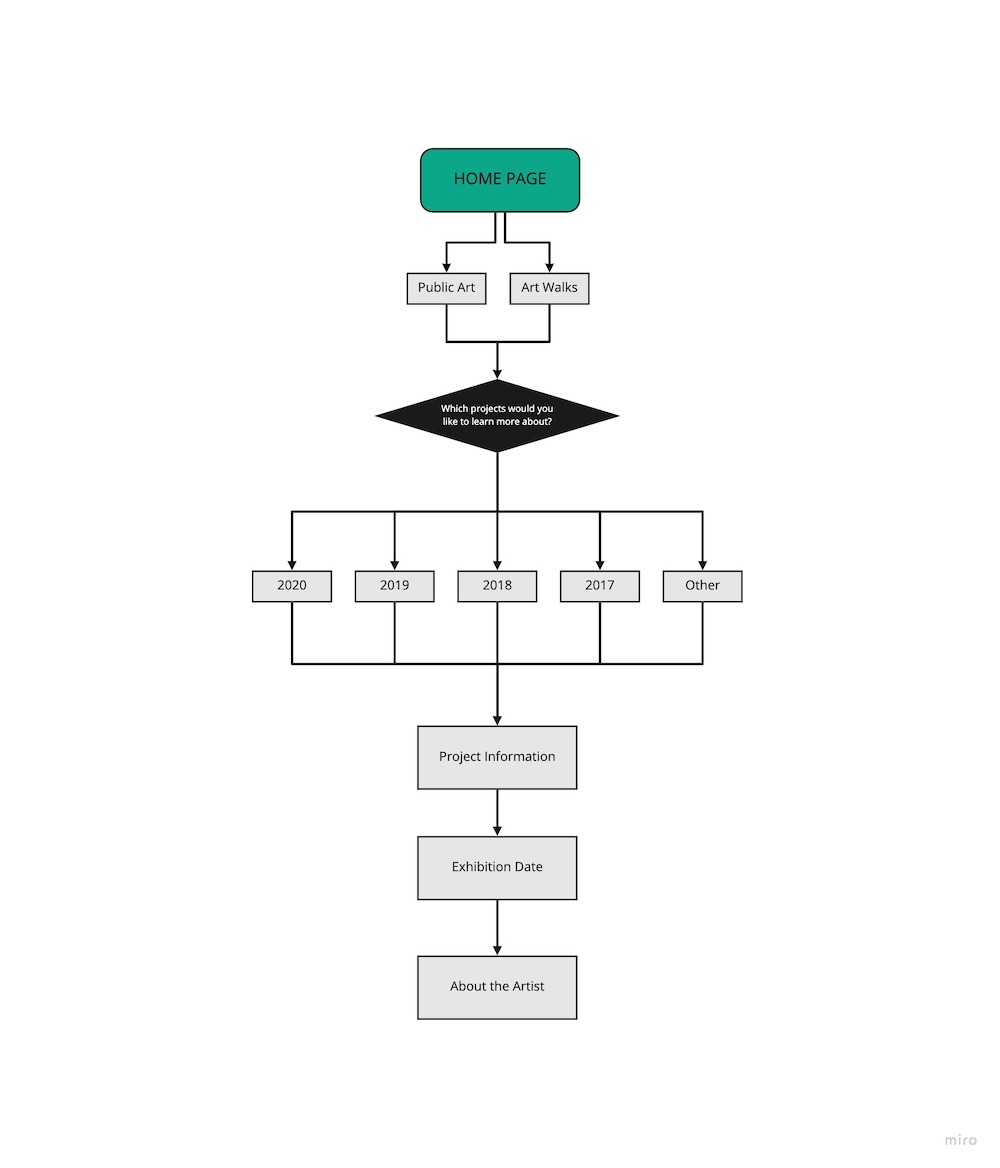 HOME PAGE
Public Art
Art Walks
Which projects would you
like to learn more about?
2020
2019
2018
2017
Other
Project Information
Exhibition Date
About the Artist
miro